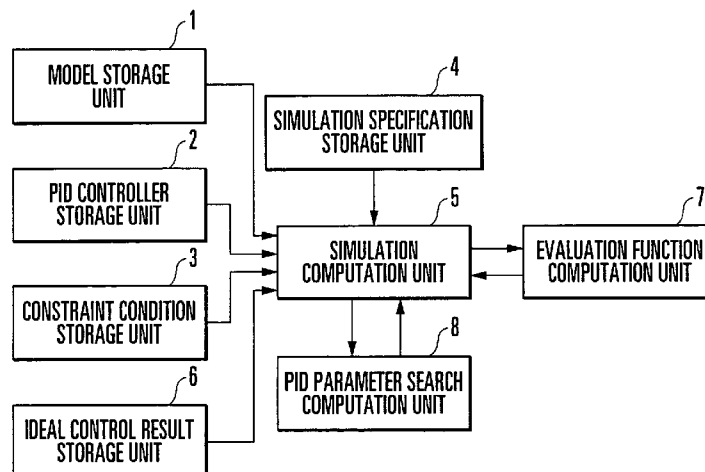 1
MODEL STORAGE
UNIT
2
PID CONTROLLER
STORAGE UNIT
3
CONSTRAINT CONDITION
STORAGE UNIT
6
IDEAL CONTROL RESULT
STORAGE UNIT
4
SIMULATION SPECIFICATION
STORAGE UNIT
5
SIMULATION
COMPUTATION UNIT
8
PID PARAMETER SEARCH
COMPUTATION UNIT
7
EVALUATION FUNCTION
COMPUTATION UNIT